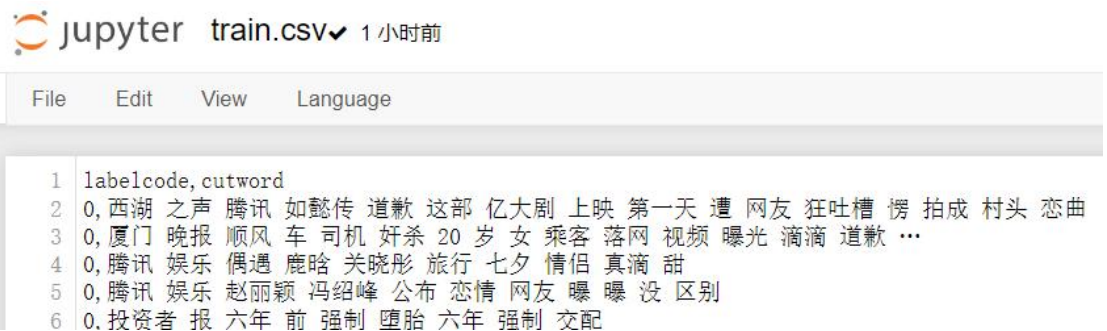 jupyter train.csv✔ 1 小时前
File Edit View Language
1 labelcode,cutword
2 0,西湖 之声 腾讯 如懿传 道歉 这部 亿大剧 上映 第一天 遭 网友 狂吐槽 愣 拍成 村头 恋曲
3 0,厦门 晚报 顺风 车 司机 奸杀 20 岁 女 乘客 落网 视频 曝光 滴滴 道歉 …
4 0,腾讯 娱乐 偶遇 鹿晗 关晓彤 旅行 七夕 情侣 真滴 甜
5 0,腾讯 娱乐 赵丽颖 冯绍峰 公布 恋情 网友 曝 曝 没 区别
6 0,投资者 报 六年 前 强制 堕胎 六年 强制 交配